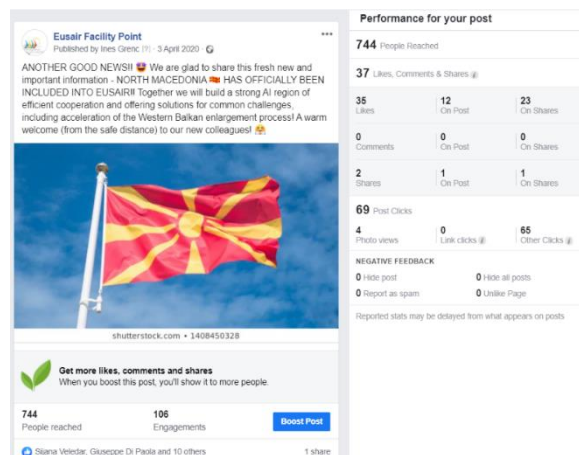 Eusair Facility Point
Published by Ines Grenc [?] · 3 April 2020 ·
ANOTHER GOOD NEWS!! 🤩 We are glad to share this fresh new and
important information - NORTH MACEDONIA 🇲🇰 HAS OFFICIALLY BEEN
INCLUDED INTO EUSAIR!! Together we will build a strong AI region of
efficient cooperation and offering solutions for common challenges,
including acceleration of the Western Balkan enlargement process! A warm
welcome (from the safe distance) to our new colleagues! 🤗
shutterstock.com • 1408450328
Get more likes, comments and shares
When you boost this post, you'll show it to more people.
744
People reached
106
Engagements
Boost Post
Sijana Veledar, Giuseppe Di Paola and 10 others
1 share
Performance for your post
744 People Reached
37 Likes, Comments & Shares
35
Likes
12
On Post
23
On Shares
0
Comments
0
On Post
0
On Shares
2
Shares
1
On Post
1
On Shares
69 Post Clicks
4
Photo views
0
Link clicks
65
Other Clicks
NEGATIVE FEEDBACK
0 Hide post
0 Hide all posts
0 Report as spam
0 Unlike Page
Reported stats may be delayed from what appears on posts